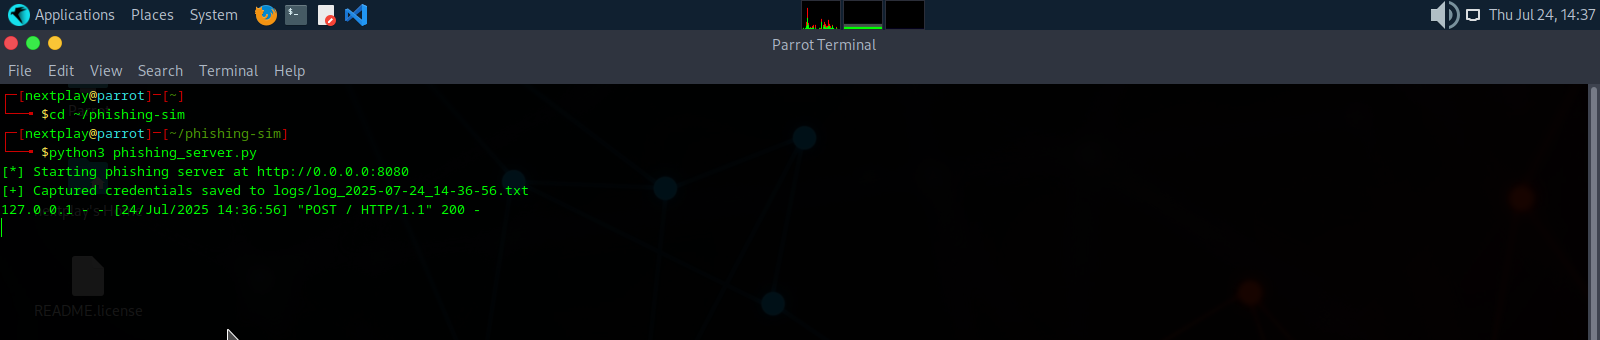 Applications Places System Thu Jul 24, 14:37
Parrot Terminal
File Edit View Search Terminal Help
┌─[nextplay@parrot]─[~]
└──╼ $cd ~/phishing-sim
┌─[nextplay@parrot]─[~/phishing-sim]
└──╼ $python3 phishing_server.py
[*] Starting phishing server at http://0.0.0.0:8080
[+] Captured credentials saved to logs/log_2025-07-24_14-36-56.txt
127.0.0.1 - - [24/Jul/2025 14:36:56] "POST / HTTP/1.1" 200 -
README.license